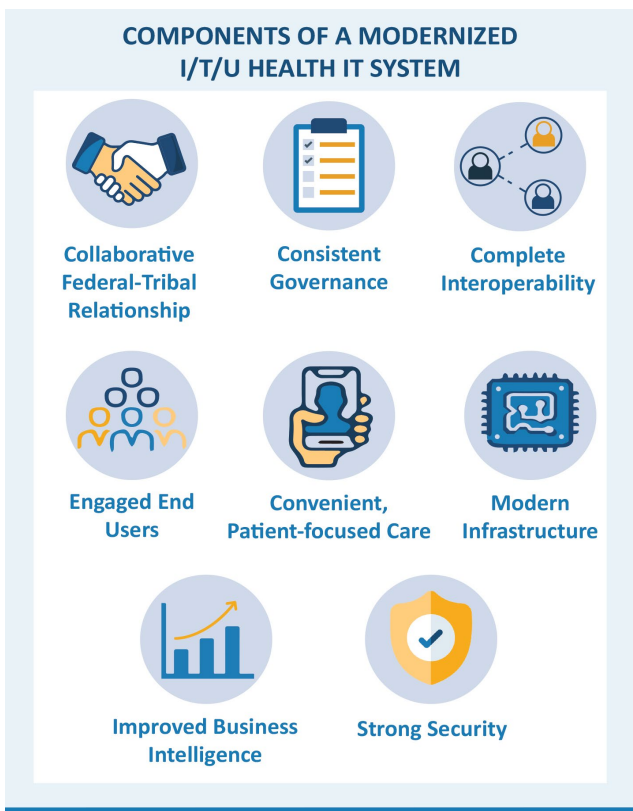 COMPONENTS OF A MODERNIZED
I/T/U HEALTH IT SYSTEM
Collaborative
Federal-Tribal
Relationship
Consistent
Governance
Complete
Interoperability
Engaged End
Users
Convenient,
Patient-focused Care
Modern
Infrastructure
Improved Business
Intelligence
Strong Security